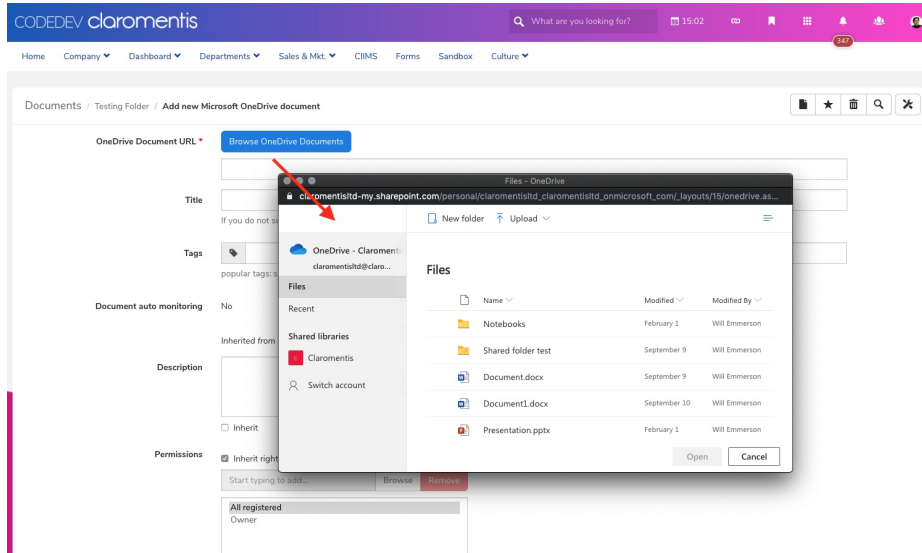 CODEDEV claromentis
What are you looking for?
15:02
347
Home Company Dashboard Departments Sales & Mkt. CIIMS Forms Sandbox Culture
Documents / Testing Folder / Add new Microsoft OneDrive document
OneDrive Document URL *
Browse OneDrive Documents
Title
If you do not su
Tags
popular tags: s
Document auto monitoring
No
Inherited from
Description
Inherit
Permissions
Inherit right
Start typing to add...
Browse
Remove
All registered
Owner
Files - OneDrive
claromentisltd-my.sharepoint.com/personal/claromentisltd_claromentisltd_onmicrosoft_com/_layouts/15/onedrive.as...
New folder Upload
OneDrive - Claromenti
claromentisltd@claro...
Files
Recent
Shared libraries
Claromentis
Switch account
Files
Name Modified Modified By
Notebooks February 1 Will Emmerson
Shared folder test September 9 Will Emmerson
Document.docx September 9 Will Emmerson
Document1.docx September 10 Will Emmerson
Presentation.pptx February 1 Will Emmerson
Open
Cancel